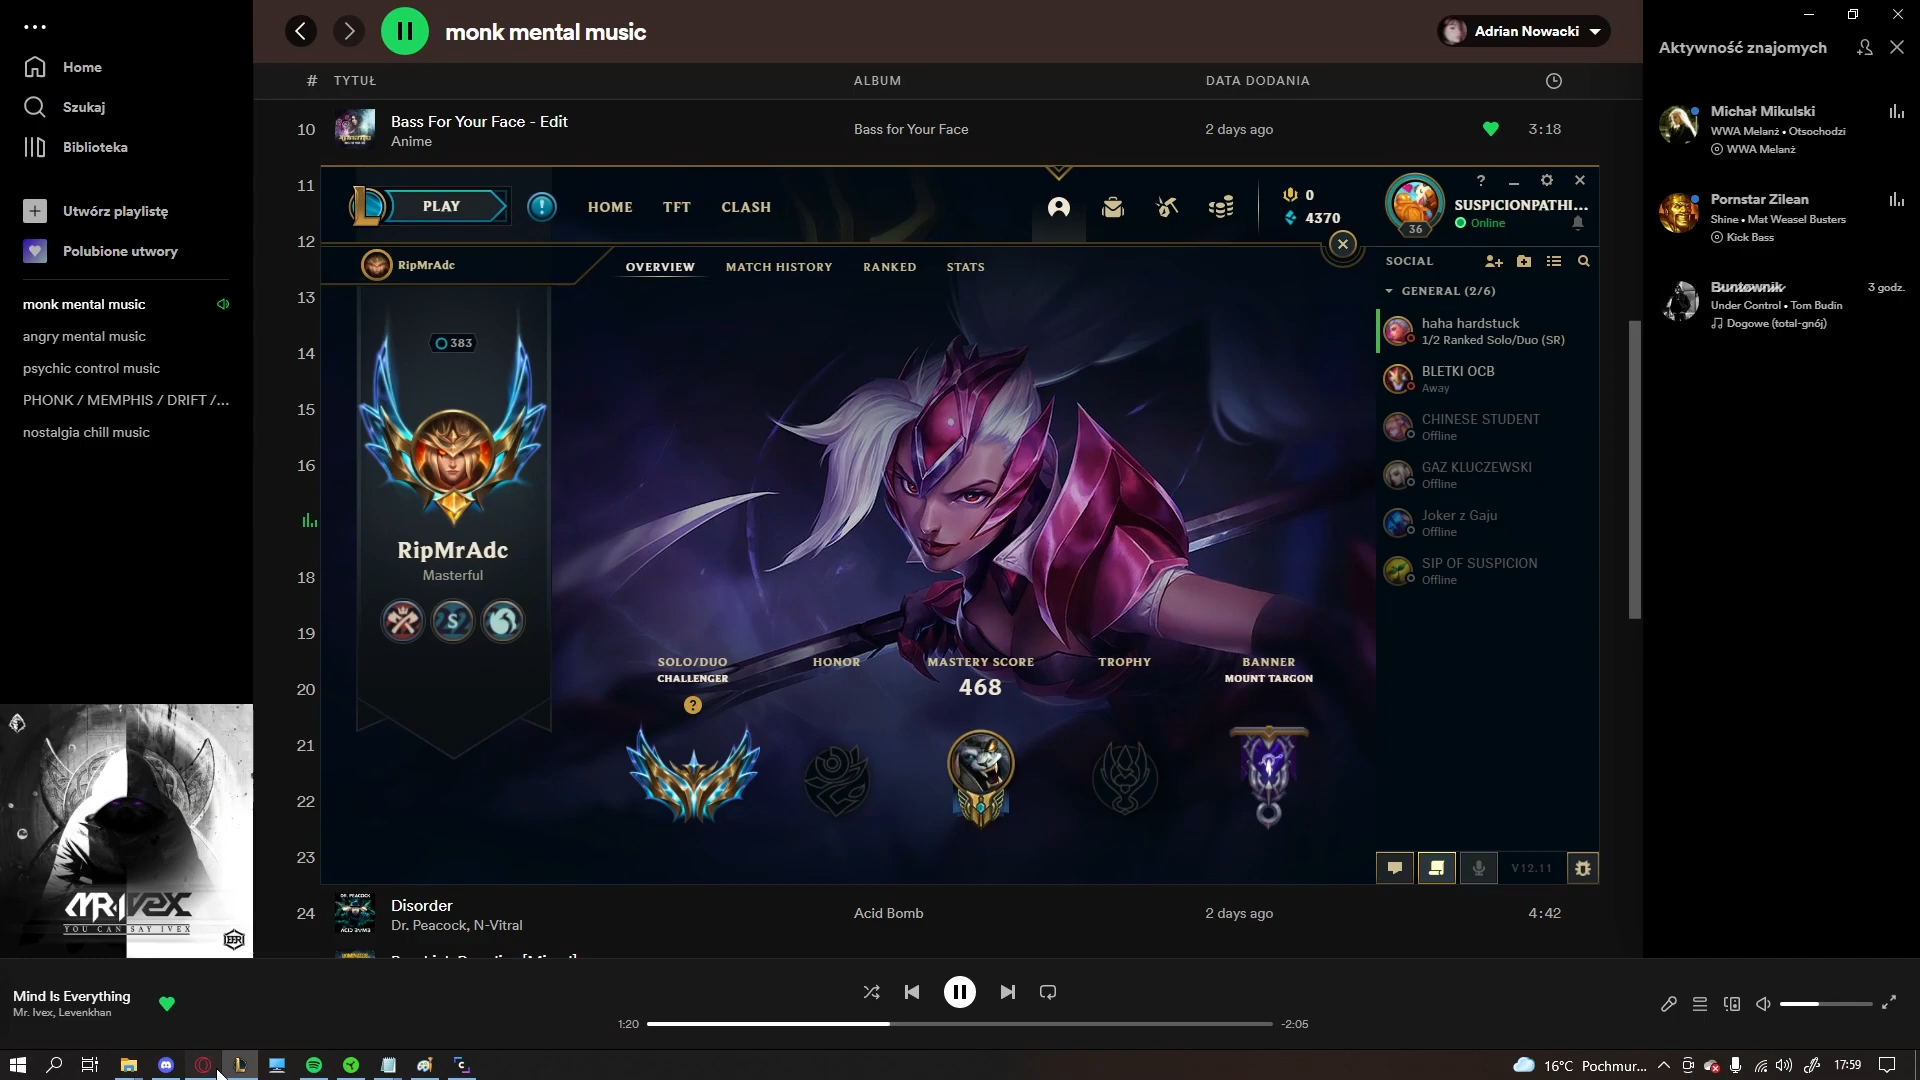 Home
Szukaj
Biblioteka
Utwórz playlistę
Polubione utwory
monk mental music
angry mental music
psychic control music
PHONK / MEMPHIS / DRIFT /...
nostalgia chill music
MR.IVEX
YOU CAN SAY IVEX
monk mental music
Adrian Nowacki
# TYTUŁ ALBUM DATA DODANIA
10 Bass For Your Face - Edit Bass for Your Face 2 days ago 3:18
Anime
11
12
13
14
15
16
18
19
20
21
22
23
PLAY
HOME TFT CLASH
0
4370
36
SUSPICIONPATHI...
Online
RipMrAdc
OVERVIEW MATCH HISTORY RANKED STATS
383
RipMrAdc
Masterful
SOLO/DUO
CHALLENGER
HONOR
MASTERY SCORE
468
TROPHY
BANNER
MOUNT TARGON
SOCIAL
GENERAL (2/6)
haha hardstuck
1/2 Ranked Solo/Duo (SR)
BLETKI OCB
Away
CHINESE STUDENT
Offline
GAZ KLUCZEWSKI
Offline
Joker z Gaju
Offline
SIP OF SUSPICION
Offline
V12.11
24 Disorder Acid Bomb 2 days ago 4:42
Dr. Peacock, N-Vitral
Aktywność znajomych
Michał Mikulski
WWA Melanż • Otsochodzi
WWA Melanż
Pornstar Zilean
Shine • Mat Weasel Busters
Kick Bass
Buntownik 3 godz.
Under Control • Tom Budin
Dogowe (total-gnój)
Mind Is Everything
Mr. Ivex, Levenkhan
1:20 -2:05
16°C Pochmur... 17:59